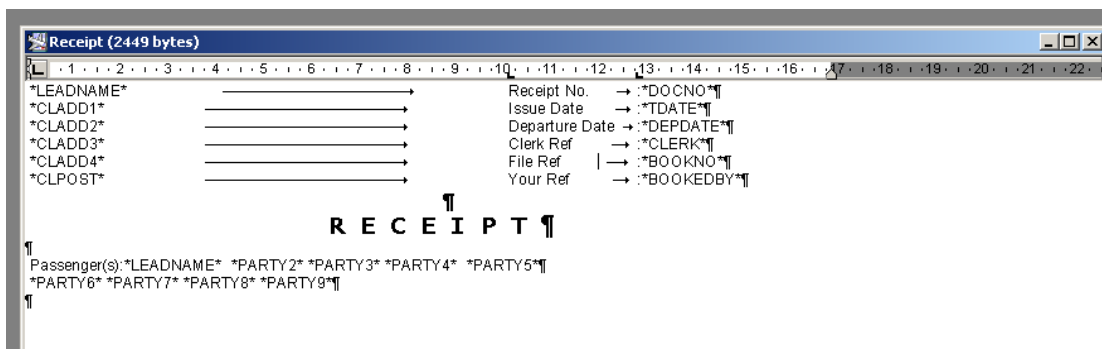 Receipt (2449 bytes)
L · 1 · 2 · 3 · 4 · 5 · 6 · 7 · 8 · 9 · 10 · 11 · 12 · 13 · 14 · 15 · 16 · 17 · 18 · 19 · 20 · 21 · 22 ·
*LEADNAME* → Receipt No. → :*DOCNO*¶
*CLADD1* → Issue Date → :*TDATE*¶
*CLADD2* → Departure Date → :*DEPDATE*¶
*CLADD3* → Clerk Ref → :*CLERK*¶
*CLADD4* → File Ref → :*BOOKNO*¶
*CLPOST* → Your Ref → :*BOOKEDBY*¶
¶
R E C E I P T ¶
¶
Passenger(s):*LEADNAME* *PARTY2* *PARTY3* *PARTY4* *PARTY5*¶
*PARTY6* *PARTY7* *PARTY8* *PARTY9*¶
¶